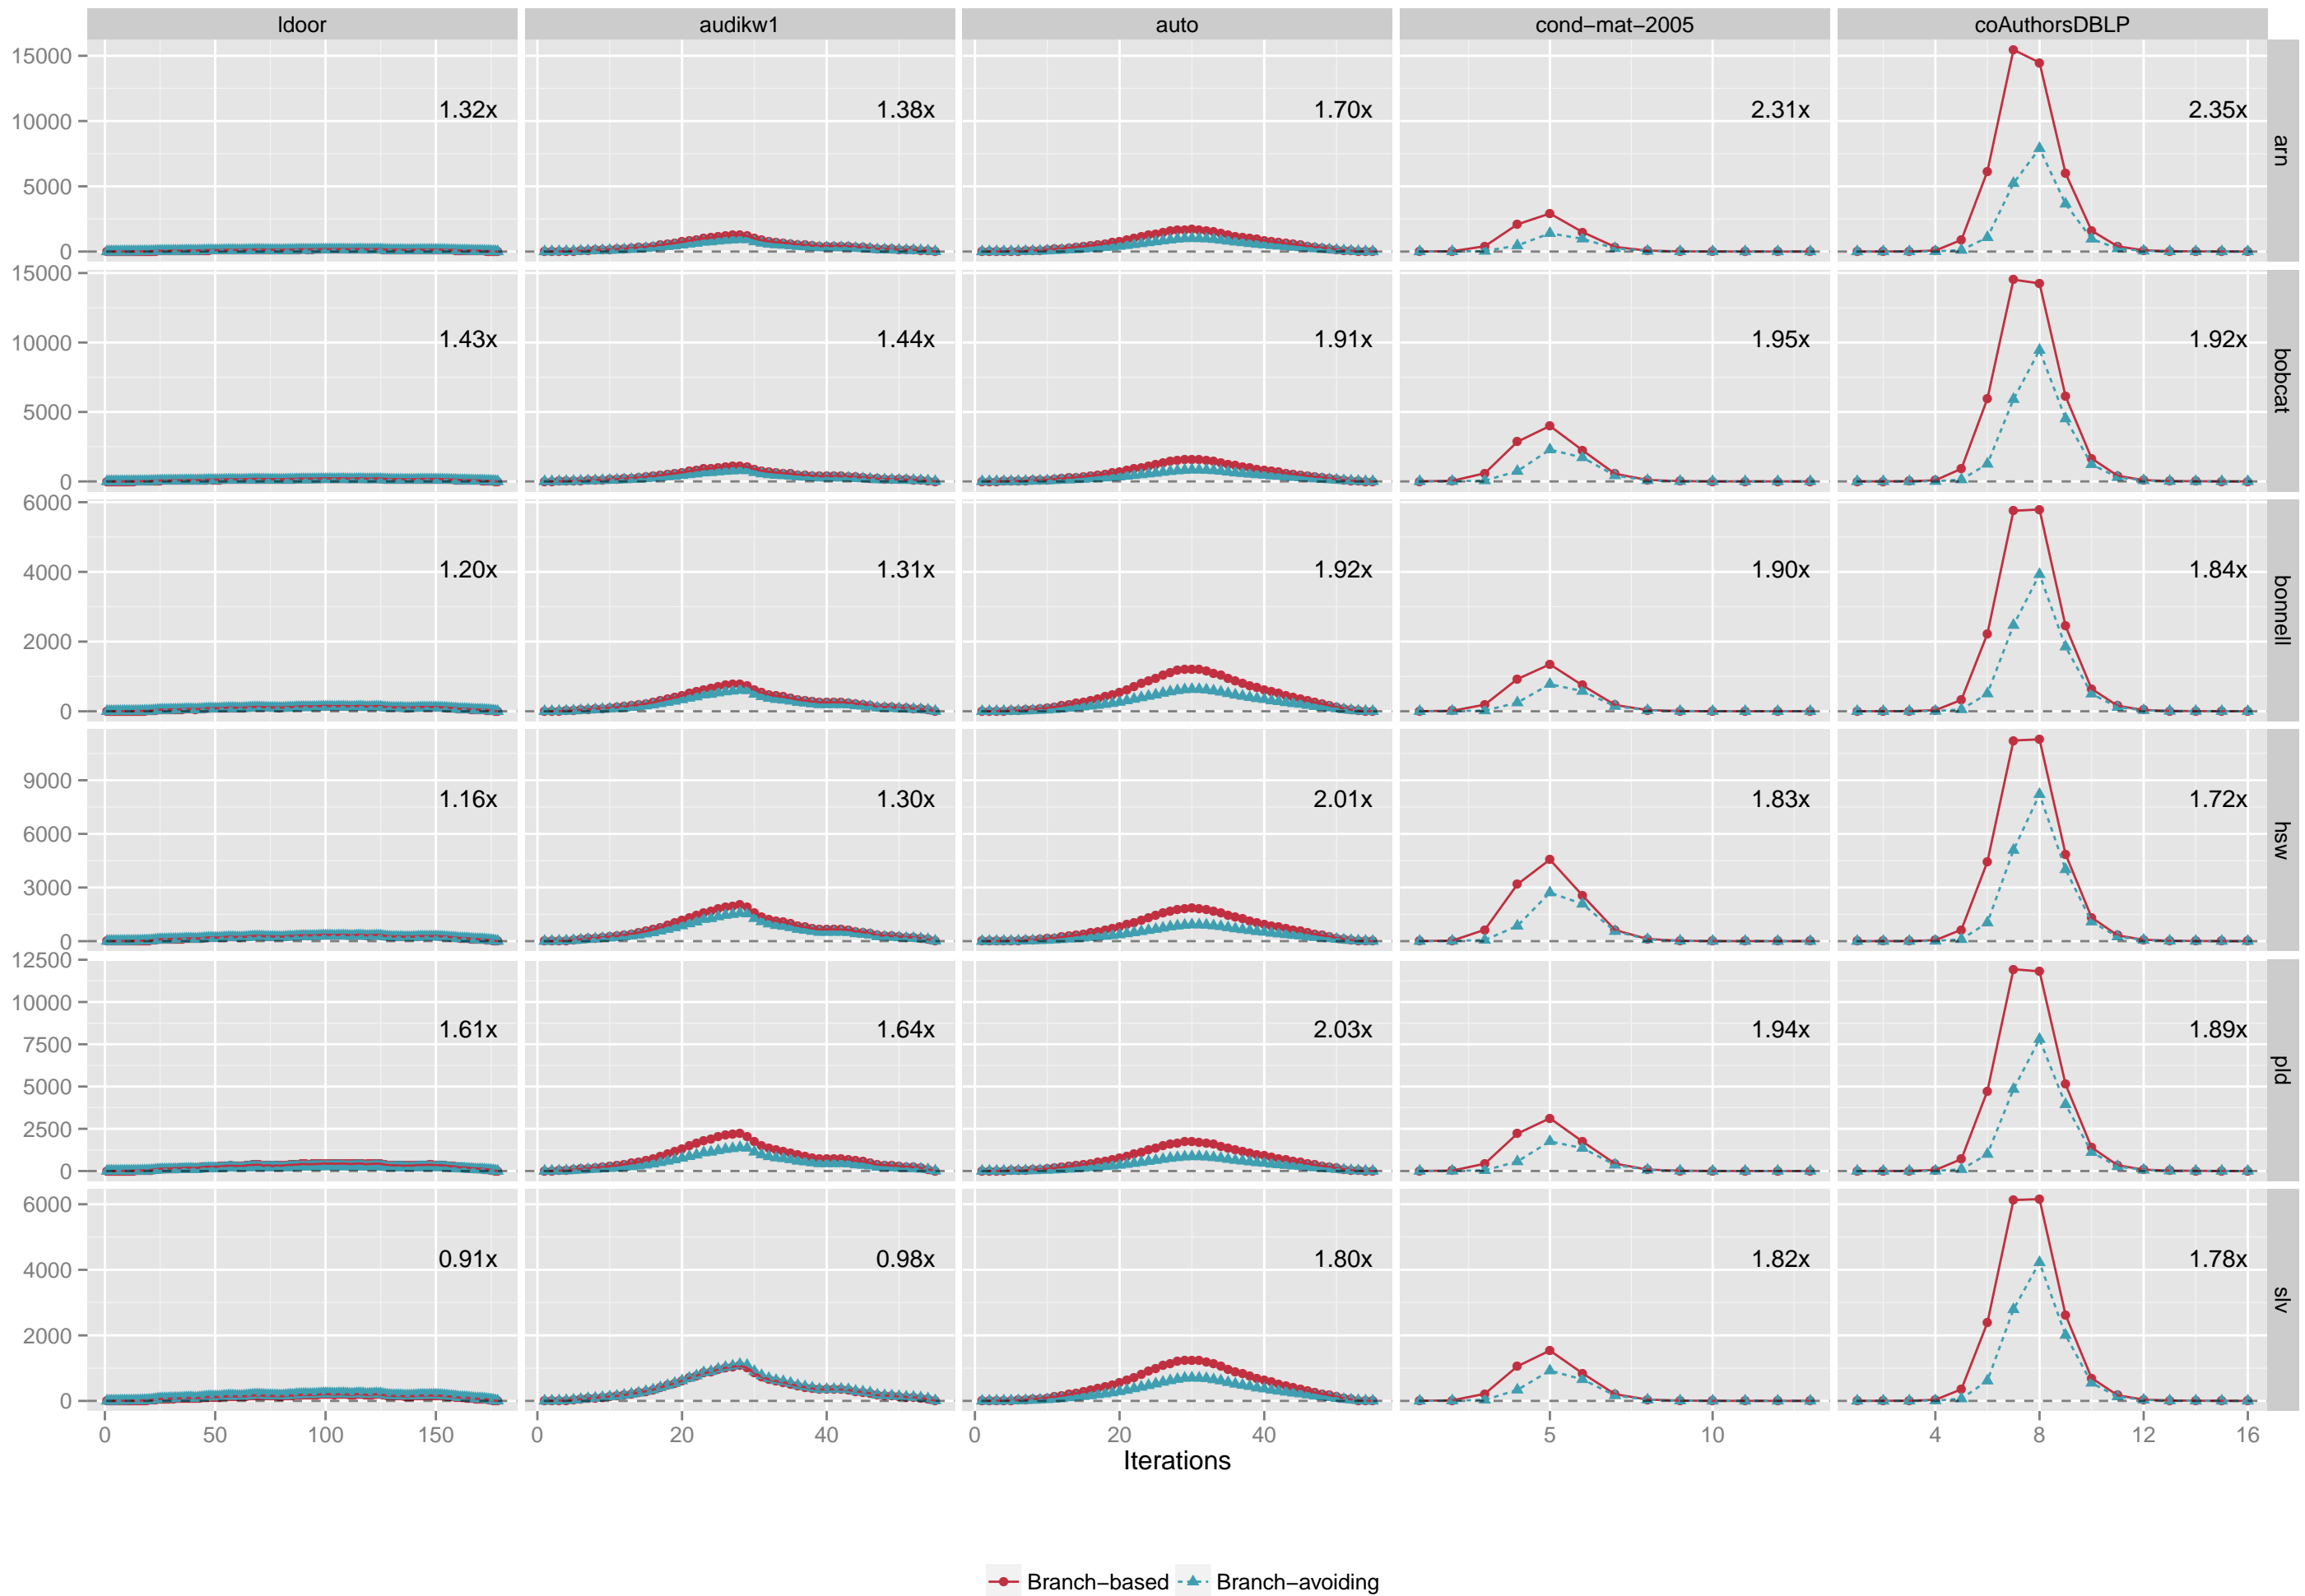 ldoor audikw1 auto cond−mat−2005 coAuthorsDBLP
15000
10000
5000
0
1.32x 1.38x 1.70x 2.31x 2.35x
arn
15000
10000
5000
0
1.43x 1.44x 1.91x 1.95x 1.92x
bobcat
6000
4000
2000
0
1.20x 1.31x 1.92x 1.90x 1.84x
bonnell
9000
6000
3000
0
1.16x 1.30x 2.01x 1.83x 1.72x
hsw
12500
10000
7500
5000
2500
0
1.61x 1.64x 2.03x 1.94x 1.89x
pld
6000
4000
2000
0
0.91x 0.98x 1.80x 1.82x 1.78x
slv
0 50 100 150 0 20 40 0 20 40 5 10 4 8 12 16
Iterations
Branch−based Branch−avoiding